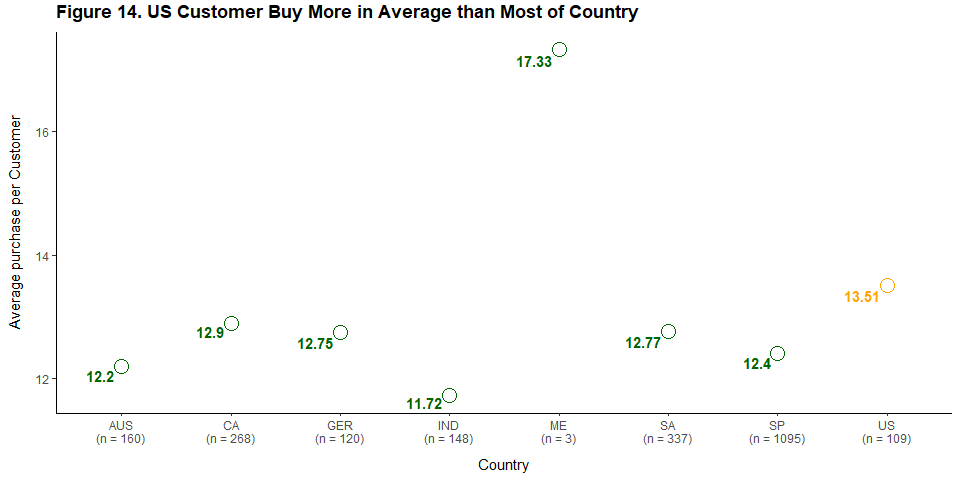 Figure 14. US Customer Buy More in Average than Most of Country
Average purchase per Customer
16
14
12
12.2
12.9
12.75
11.72
17.33
12.77
12.4
13.51
AUS CA GER IND ME SA SP US
(n = 160) (n = 268) (n = 120) (n = 148) (n = 3) (n = 337) (n = 1095) (n = 109)
Country